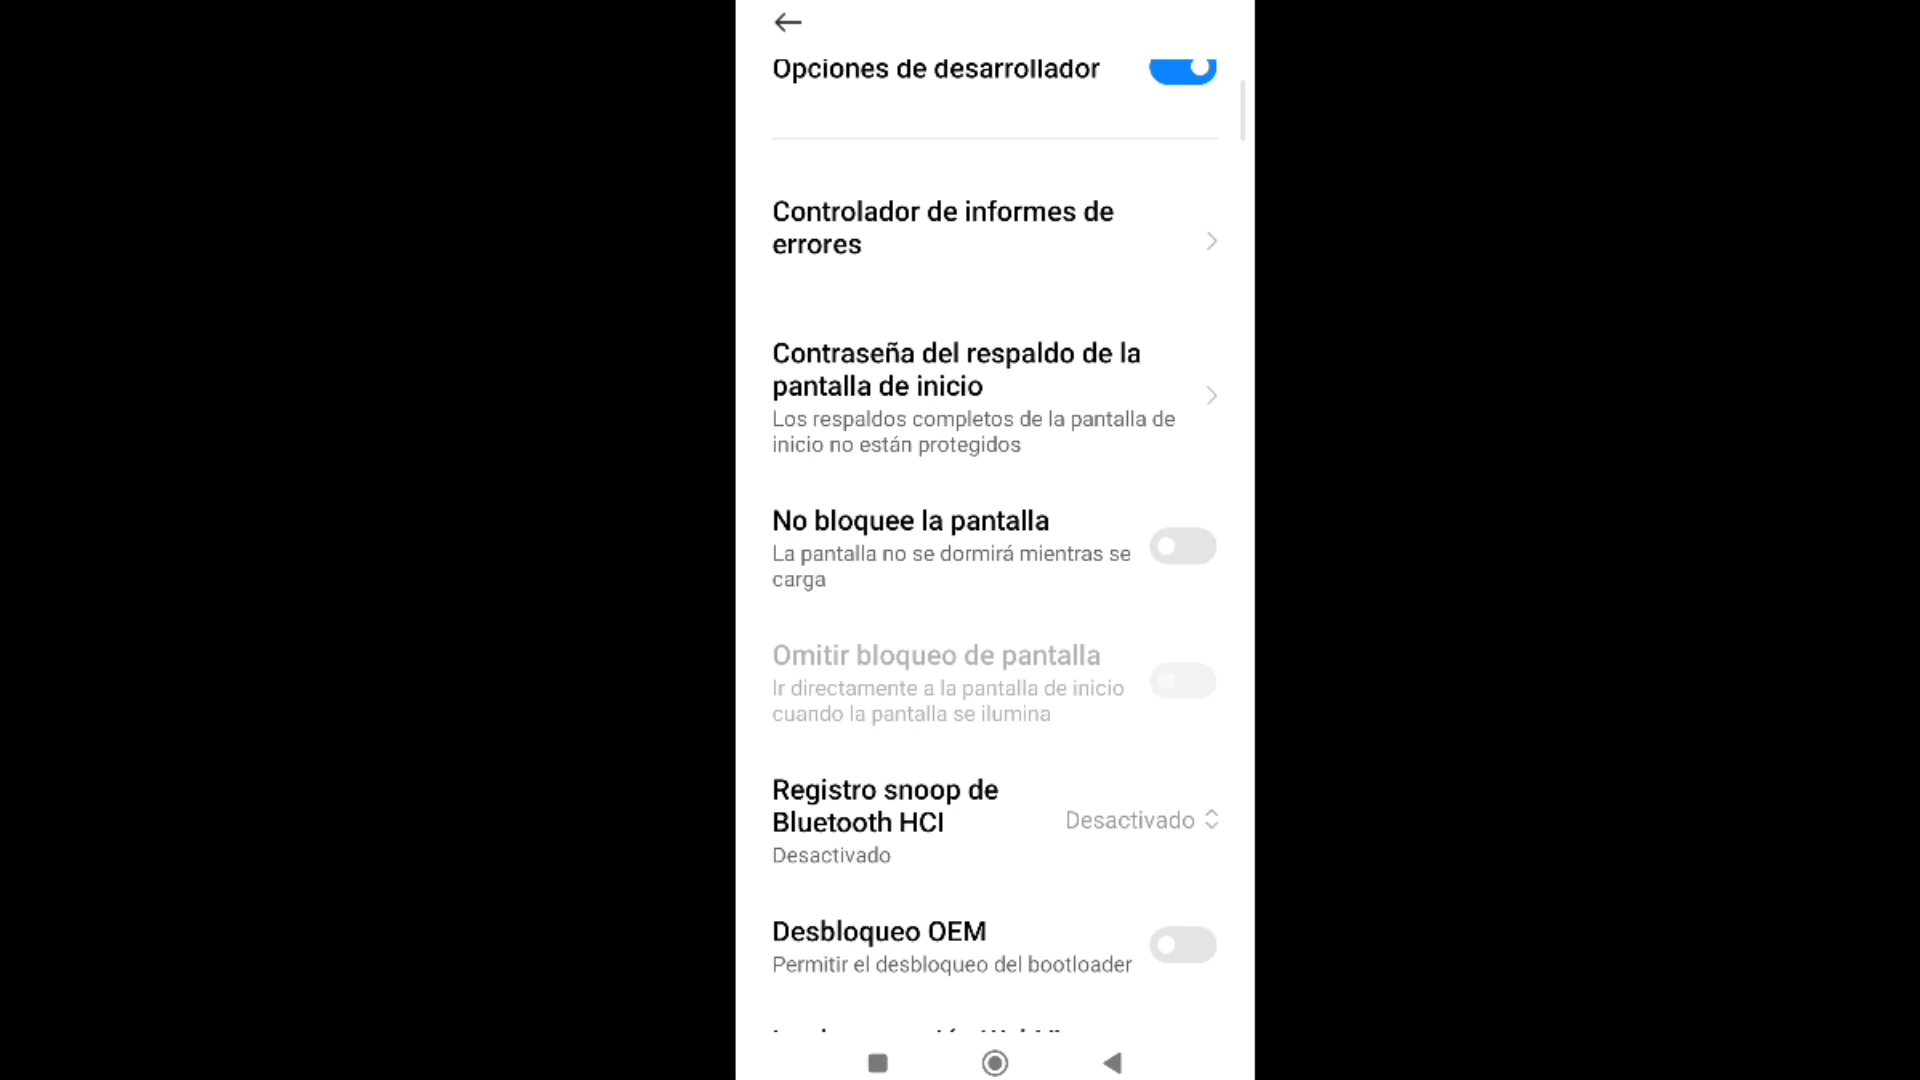 Opciones de desarrollador
Controlador de informes de
errores
Contraseña del respaldo de la
pantalla de inicio
Los respaldos completos de la pantalla de
inicio no están protegidos
No bloquee la pantalla
La pantalla no se dormirá mientras se
carga
Omitir bloqueo de pantalla
Ir directamente a la pantalla de inicio
cuando la pantalla se ilumina
Registro snoop de
Bluetooth HCI
Desactivado
Desactivado
Desbloqueo OEM
Permitir el desbloqueo del bootloader